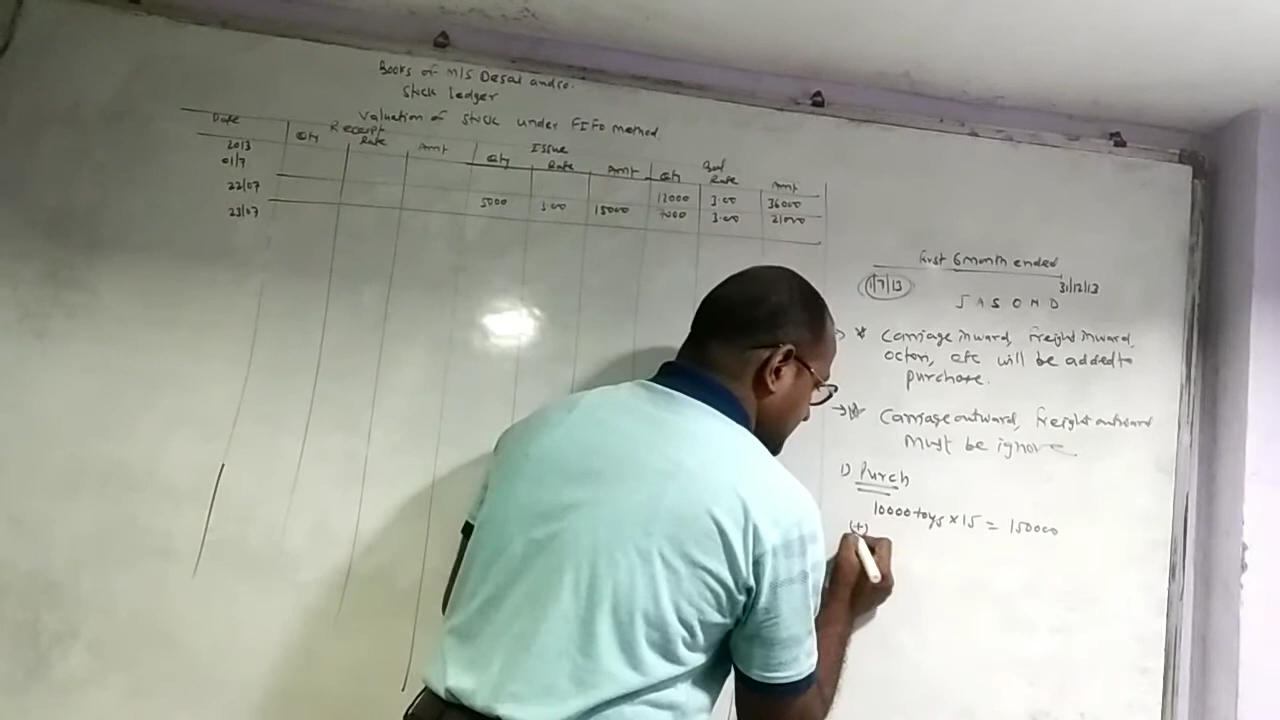 Books of M/s Desai and co.
Stock ledger
Valuation of stock under FIFO method
Date Receipt Issue Bal
Qty Rate Amt Qty Rate Amt Qty Rate Amt
2013
01/7 12000 3.00 36000
22/07 5000 3.00 15000 7000 3.00 21000
23/07
First 6 month ended
1/7/13 31/12/13
J A S O N D
* Carriage inward, freight inward,
octori, etc will be added to
purchase.
Carriage outward, freight outward
must be ignore
1) Purch
10000 toys × 15 = 150000
(+)